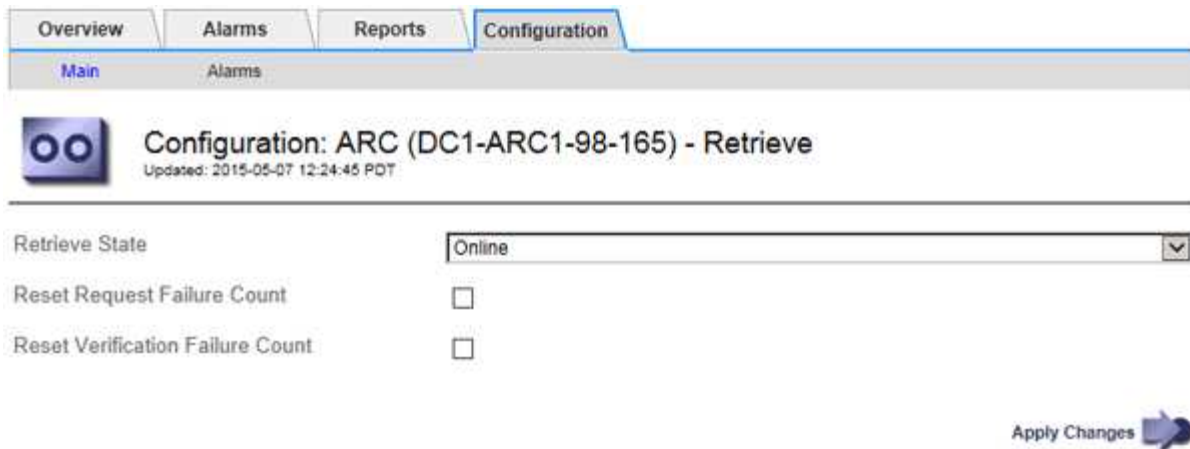 Overview Alarms Reports Configuration
Main Alarms
Configuration: ARC (DC1-ARC1-98-165) - Retrieve
Updated: 2015-05-07 12:24:45 PDT
Retrieve State Online
Reset Request Failure Count
Reset Verification Failure Count
Apply Changes